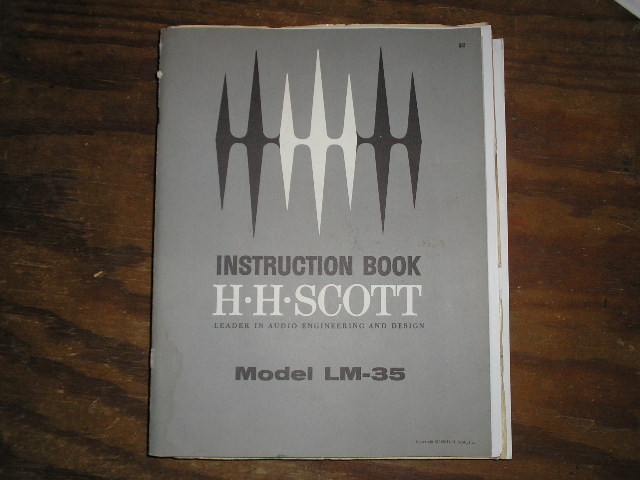 INSTRUCTION BOOK
H·H·SCOTT
LEADER IN AUDIO ENGINEERING AND DESIGN
Model LM-35